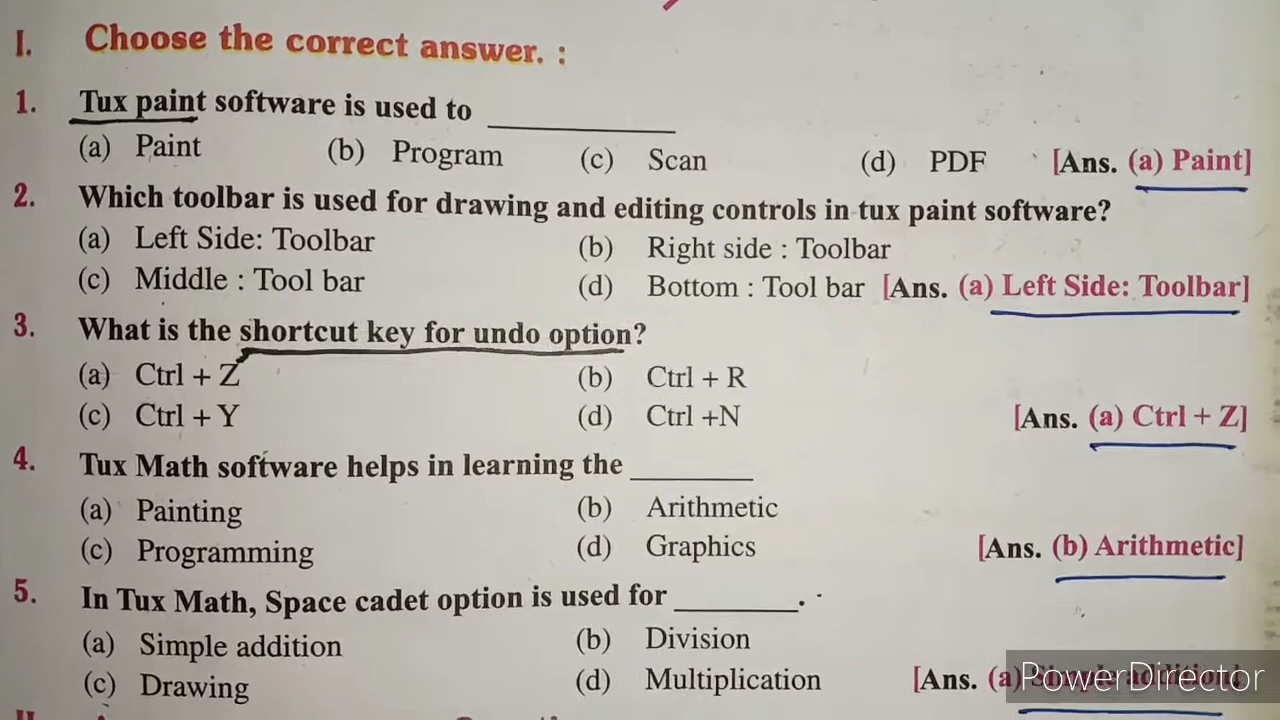 I. Choose the correct answer. :
1. Tux paint software is used to ____________
(a) Paint (b) Program (c) Scan (d) PDF [Ans. (a) Paint]
2. Which toolbar is used for drawing and editing controls in tux paint software?
(a) Left Side: Toolbar (b) Right side : Toolbar
(c) Middle : Tool bar (d) Bottom : Tool bar [Ans. (a) Left Side: Toolbar]
3. What is the shortcut key for undo option?
(a) Ctrl + Z (b) Ctrl + R
(c) Ctrl + Y (d) Ctrl +N [Ans. (a) Ctrl + Z]
4. Tux Math software helps in learning the ________
(a) Painting (b) Arithmetic
(c) Programming (d) Graphics [Ans. (b) Arithmetic]
5. In Tux Math, Space cadet option is used for ________.
(a) Simple addition (b) Division
(c) Drawing (d) Multiplication [Ans. (a) Simple addition]
PowerDirector
II.